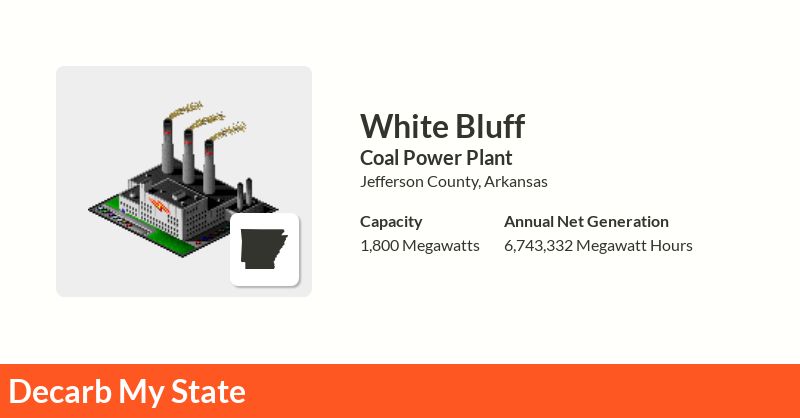 White Bluff
Coal Power Plant
Jefferson County, Arkansas
Capacity
1,800 Megawatts
Annual Net Generation
6,743,332 Megawatt Hours
Decarb My State